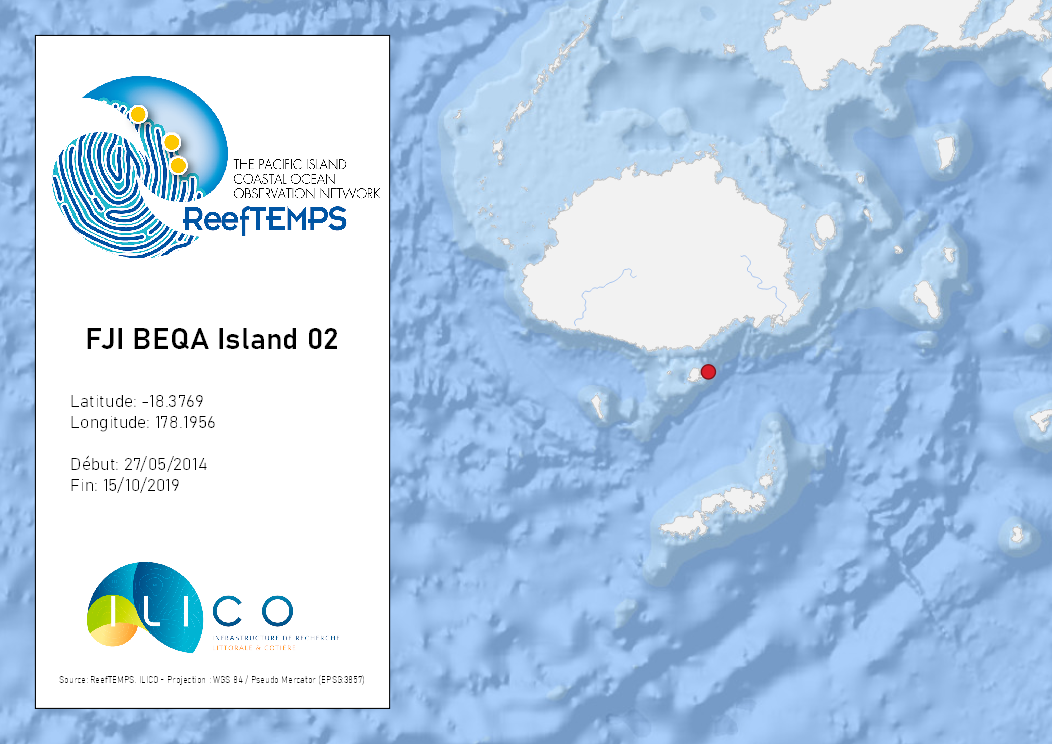 THE PACIFIC ISLAND
COASTAL OCEAN
OBSERVATION NETWORK
ReefTEMPS
FJI BEQA Island 02
Latitude: -18.3769
Longitude: 178.1956
Début: 27/05/2014
Fin: 15/10/2019
ILICO
INFRASTRUCTURE DE RECHERCHE
LITTORALE & CÔTIÈRE
Source: ReefTEMPS, ILICO - Projection : WGS 84 / Pseudo Mercator (EPSG:3857)